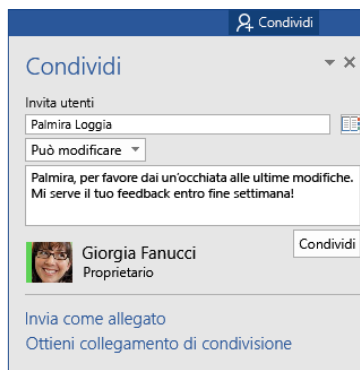 Condividi
Condividi
Invita utenti
Palmira Loggia
Può modificare
Palmira, per favore dai un'occhiata alle ultime modifiche.
Mi serve il tuo feedback entro fine settimana!
Condividi
Giorgia Fanucci
Proprietario
Invia come allegato
Ottieni collegamento di condivisione